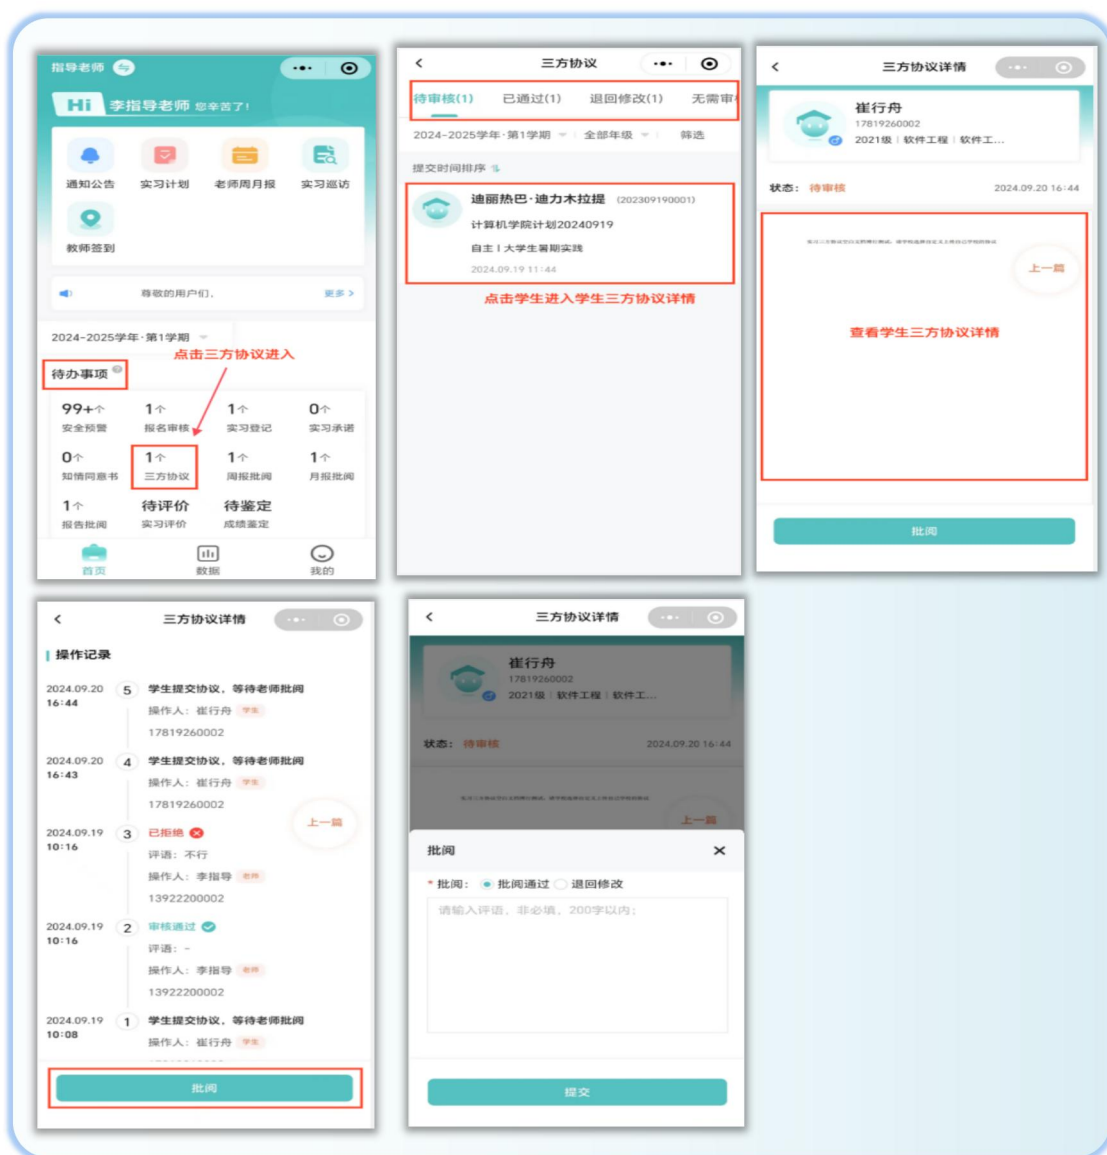 指导老师
Hi 李指导老师 您辛苦了!
通知公告 实习计划 老师周月报 实习巡访
教师签到
尊敬的用户们, 更多 >
2024-2025学年·第1学期
点击三方协议进入
待办事项
99+个 1个 1个 0个
安全预警 报名审核 实习登记 实习承诺
0个 1个 1个 1个
知情同意书 三方协议 周报批阅 月报批阅
1个 待评价 待鉴定
报告批阅 实习评价 成绩鉴定
首页 数据 我的
三方协议
待审核(1) 已通过(1) 退回修改(1) 无需审
2024-2025学年·第1学期 全部年级 筛选
提交时间排序
迪丽热巴·迪力木拉提 (202309190001)
计算机学院计划20240919
自主 | 大学生暑期实践
2024.09.19 11:44
点击学生进入学生三方协议详情
三方协议详情
崔行舟
17819260002
2021级 | 软件工程 | 软件工...
状态: 待审核 2024.09.20 16:44
上一篇
查看学生三方协议详情
批阅
三方协议详情
操作记录
2024.09.20 5 学生提交协议,等待老师批阅
16:44 操作人: 崔行舟 学生
17819260002
2024.09.20 4 学生提交协议,等待老师批阅
16:43 操作人: 崔行舟 学生
17819260002
上一篇
2024.09.19 3 已拒绝
10:16 评语: 不行
操作人: 李指导 老师
13922200002
2024.09.19 2 审核通过
10:16 评语: -
操作人: 李指导 老师
13922200002
2024.09.19 1 学生提交协议,等待老师批阅
10:08 操作人: 崔行舟 学生
批阅
三方协议详情
崔行舟
17819260002
2021级 | 软件工程 | 软件工...
状态: 待审核 2024.09.20 16:44
上一篇
批阅
* 批阅: 批阅通过 退回修改
请输入评语, 非必填, 200字以内;
提交